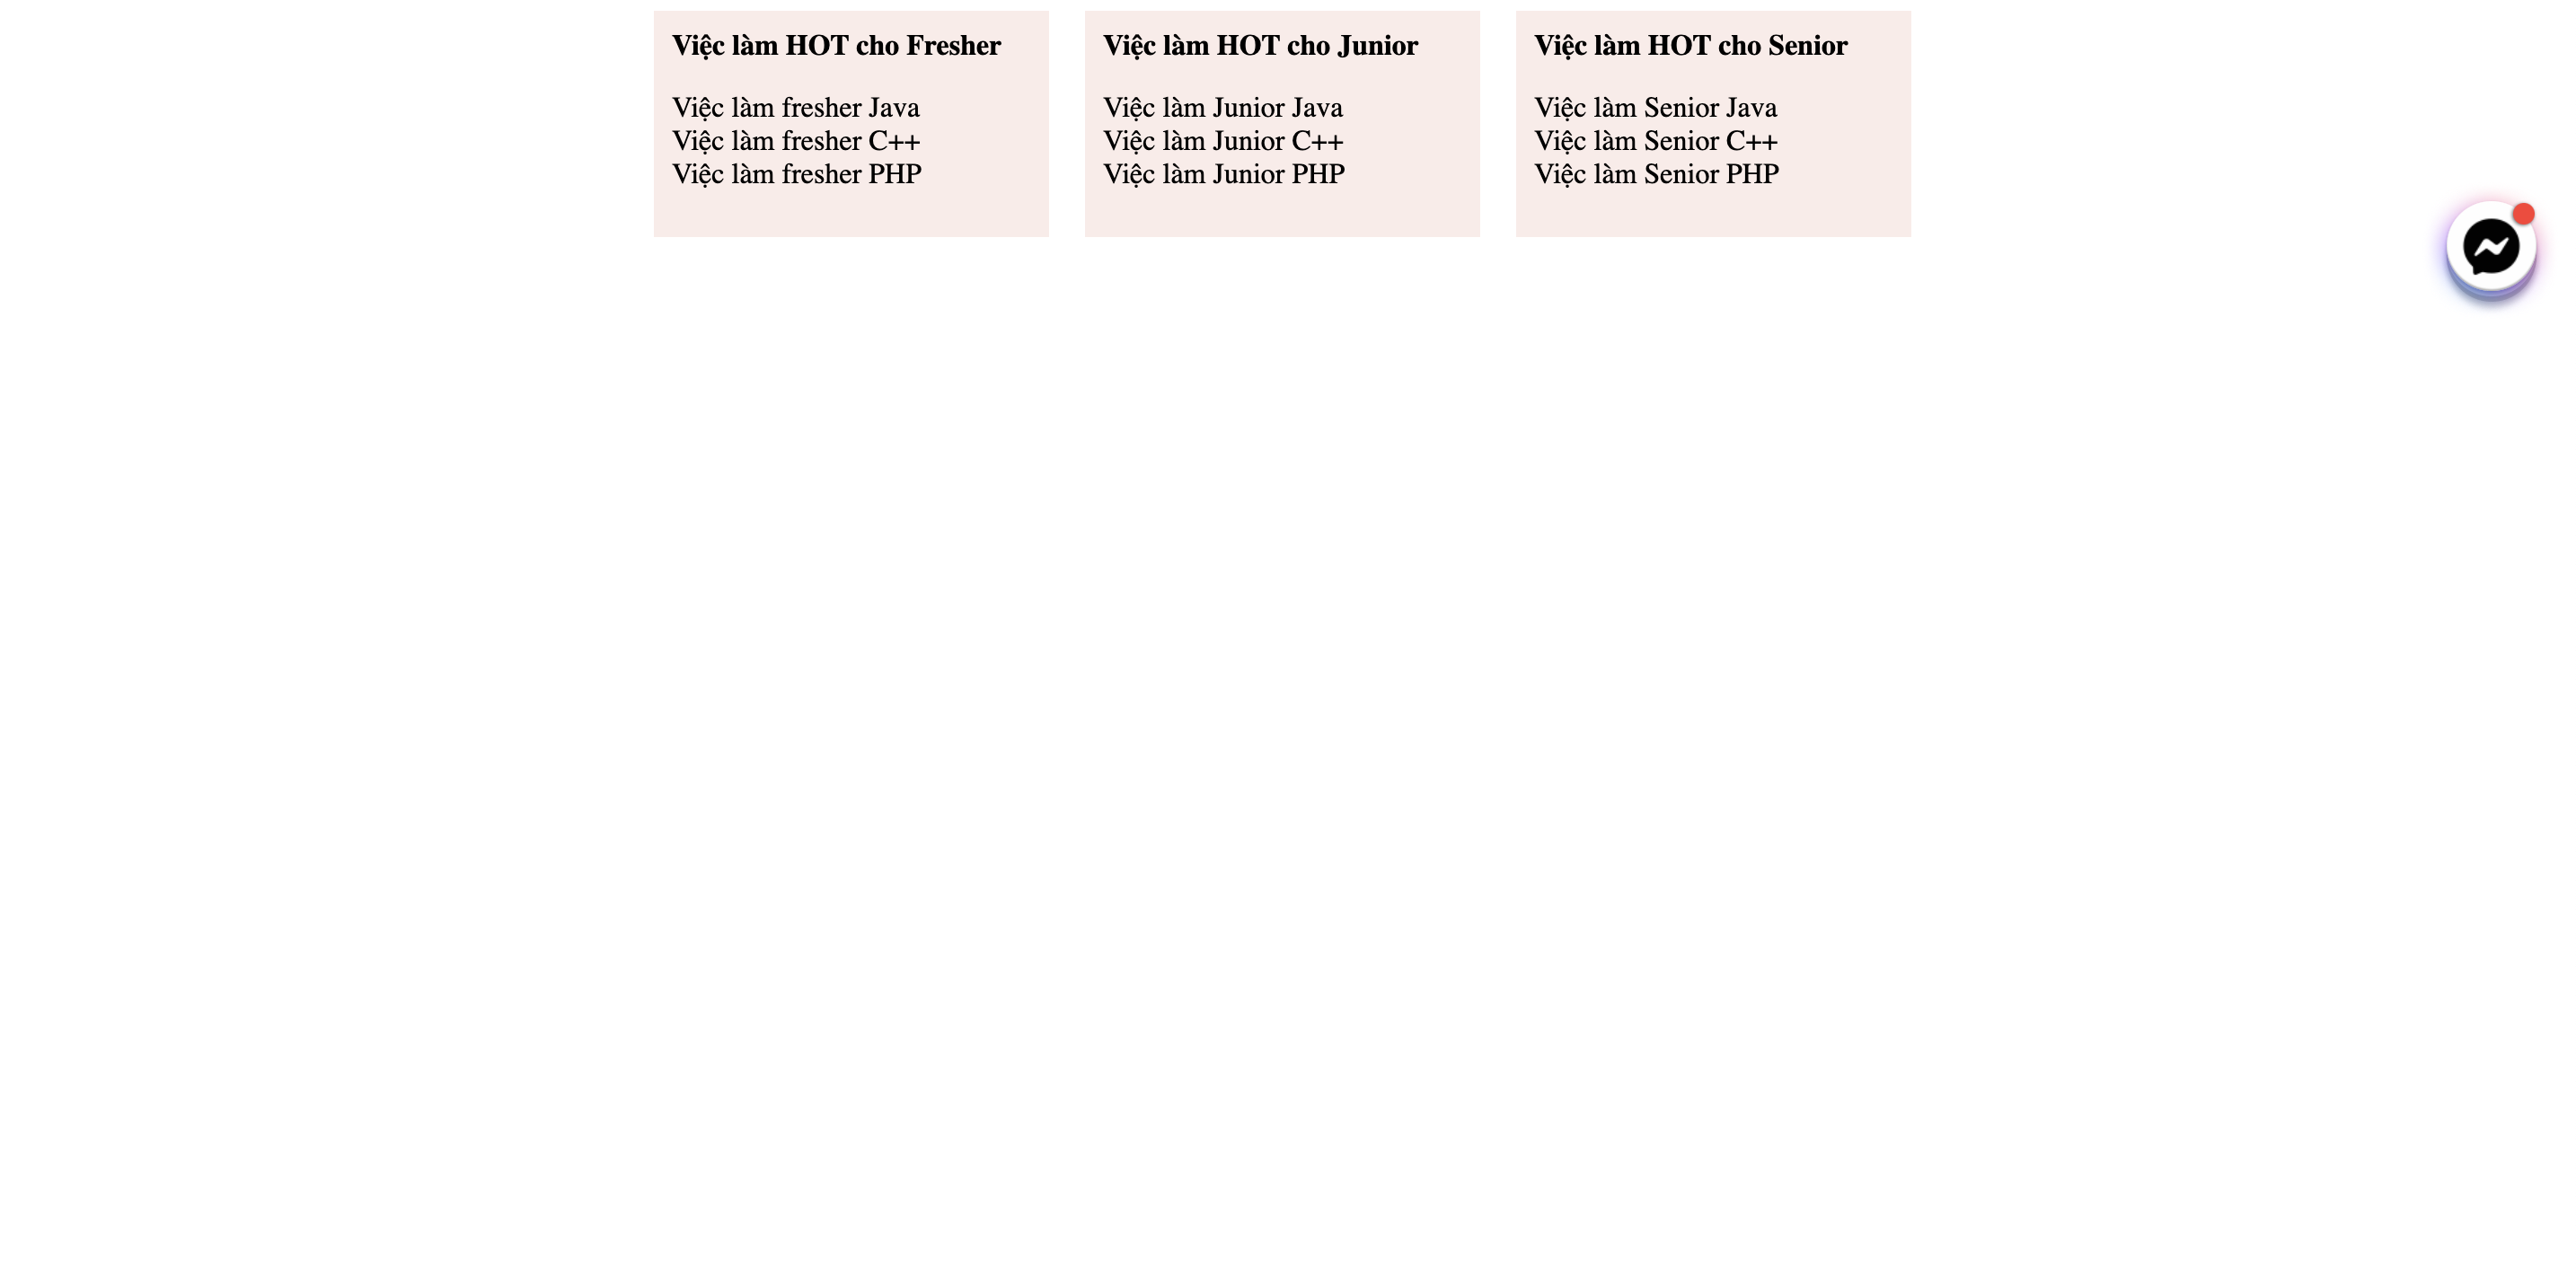 Việc làm HOT cho Fresher
Việc làm fresher Java
Việc làm fresher C++
Việc làm fresher PHP
Việc làm HOT cho Junior
Việc làm Junior Java
Việc làm Junior C++
Việc làm Junior PHP
Việc làm HOT cho Senior
Việc làm Senior Java
Việc làm Senior C++
Việc làm Senior PHP